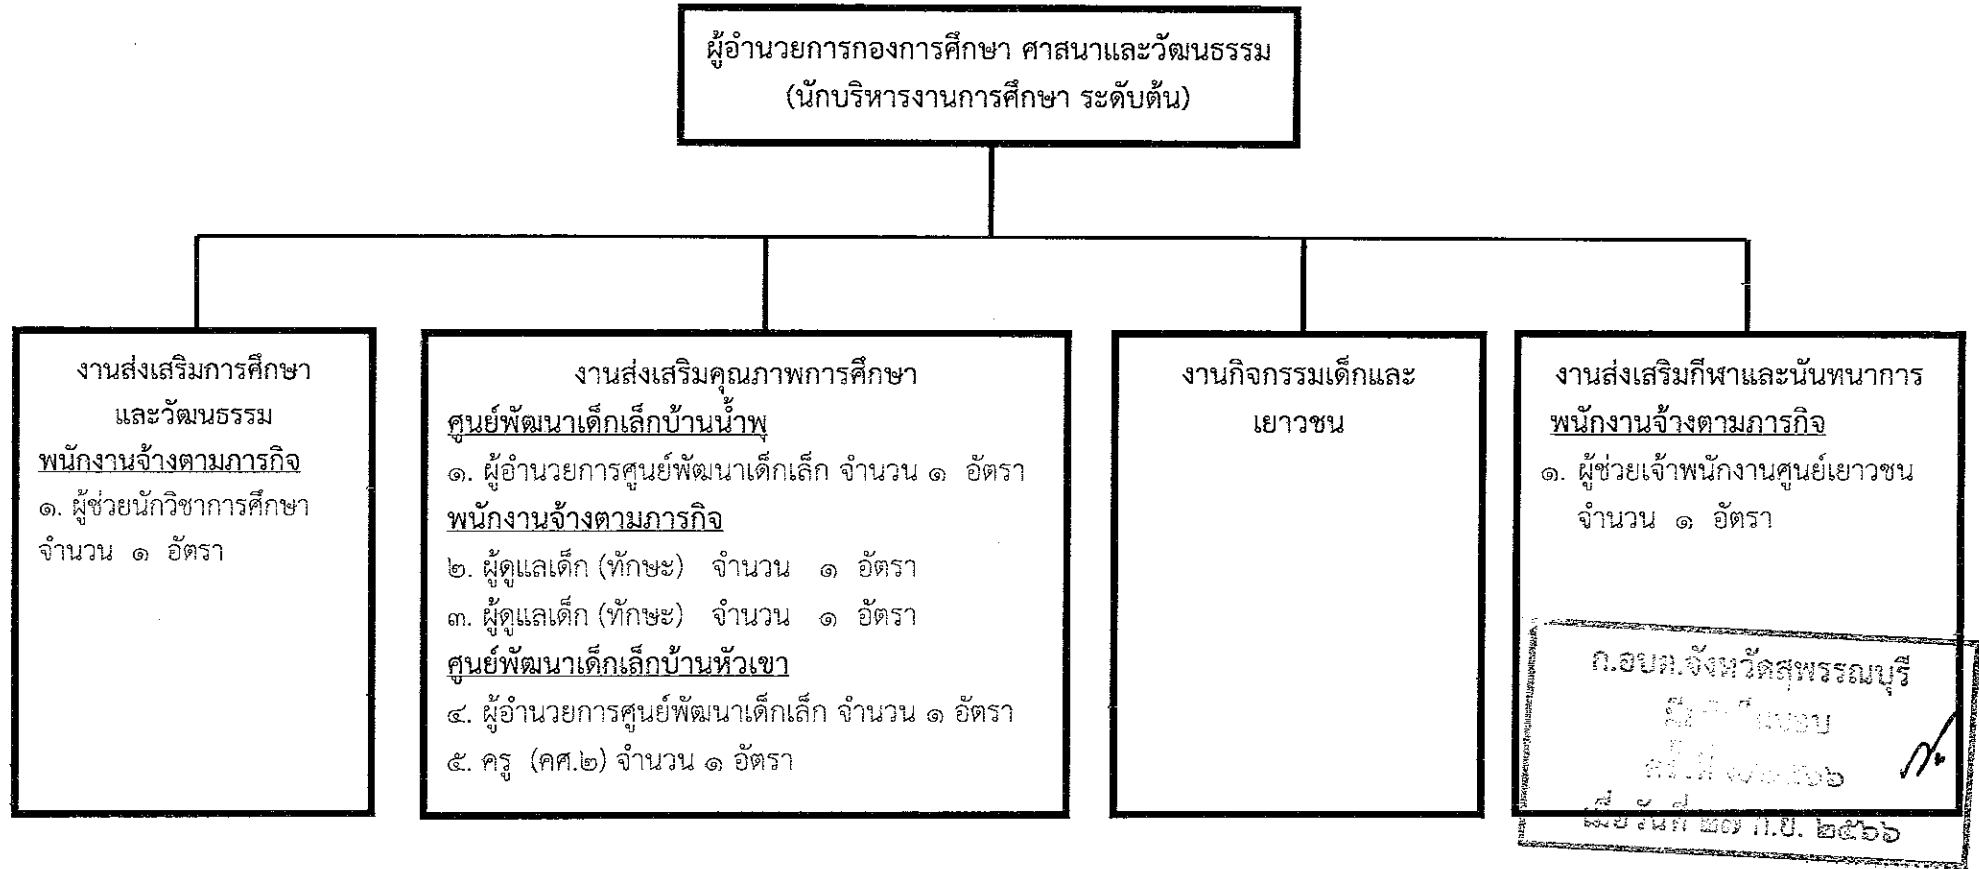 ผู้อำนวยการกองการศึกษา ศาสนาและวัฒนธรรม
(นักบริหารงานการศึกษา ระดับต้น)
งานส่งเสริมการศึกษา
และวัฒนธรรม
พนักงานจ้างตามภารกิจ
๑. ผู้ช่วยนักวิชาการศึกษา
จำนวน ๑ อัตรา
งานส่งเสริมคุณภาพการศึกษา
ศูนย์พัฒนาเด็กเล็กบ้านน้ำพุ
๑. ผู้อำนวยการศูนย์พัฒนาเด็กเล็ก จำนวน ๑ อัตรา
พนักงานจ้างตามภารกิจ
๒. ผู้ดูแลเด็ก (ทักษะ) จำนวน ๑ อัตรา
๓. ผู้ดูแลเด็ก (ทักษะ) จำนวน ๑ อัตรา
ศูนย์พัฒนาเด็กเล็กบ้านหัวเขา
๔. ผู้อำนวยการศูนย์พัฒนาเด็กเล็ก จำนวน ๑ อัตรา
๕. ครู (คศ.๒) จำนวน ๑ อัตรา
งานกิจกรรมเด็กและ
เยาวชน
งานส่งเสริมกีฬาและนันทนาการ
พนักงานจ้างตามภารกิจ
๑. ผู้ช่วยเจ้าพนักงานศูนย์เยาวชน
จำนวน ๑ อัตรา
ก.อบต.จังหวัดสุพรรณบุรี
ครั้งที่
เมื่อวันที่ ๒๗ ก.ย. ๒๕๖๖